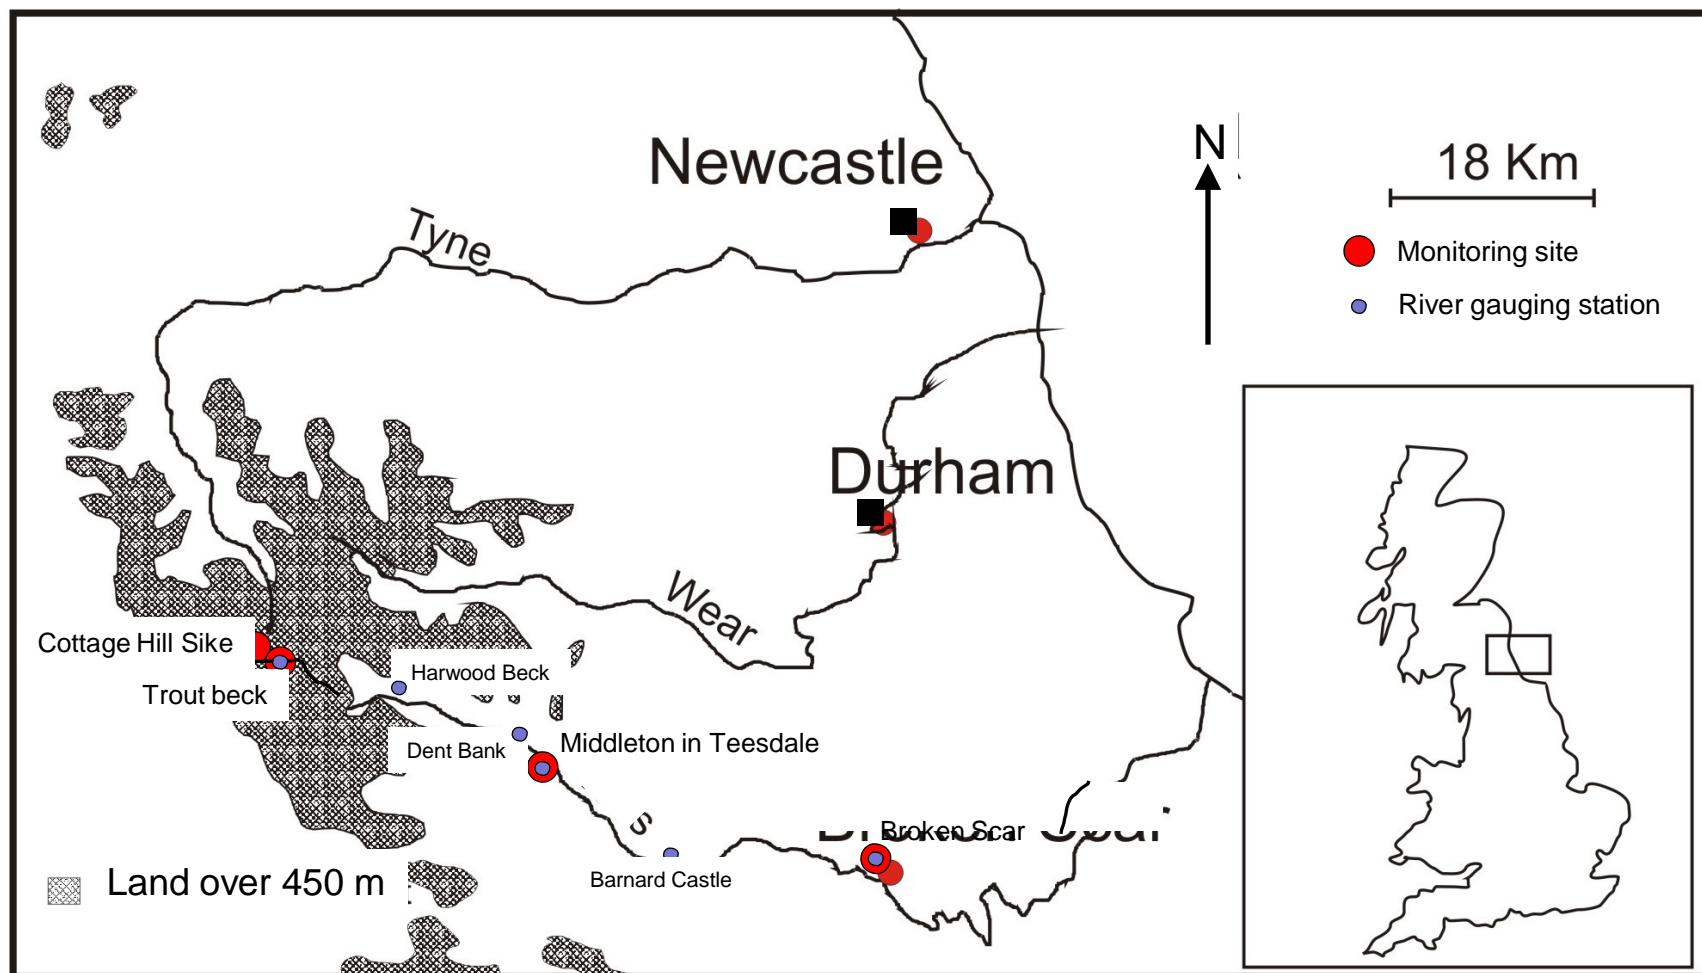 Newcastle
N
18 Km
Tyne
Monitoring site
River gauging station
Durham
Wear
Cottage Hill Sike
Trout beck
Harwood Beck
Dent Bank
Middleton in Teesdale
s
Broken Scar
Barnard Castle
Land over 450 m